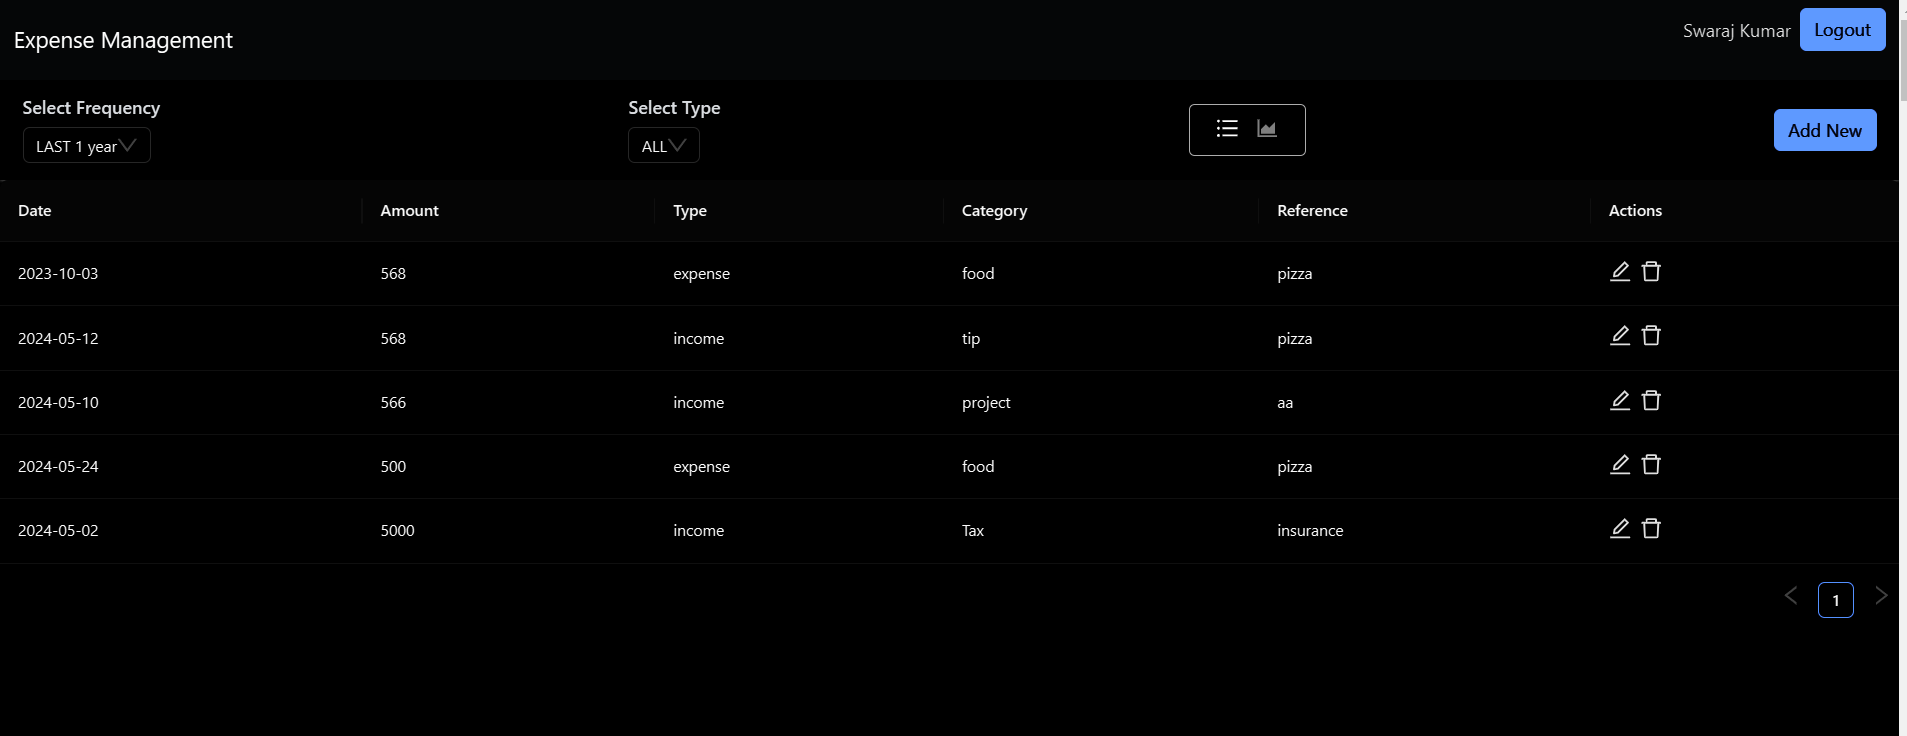 Expense Management
Swaraj Kumar Logout
Select Frequency Select Type
LAST 1 year ALL
Add New
Date Amount Type Category Reference Actions
2023-10-03 568 expense food pizza
2024-05-12 568 income tip pizza
2024-05-10 566 income project aa
2024-05-24 500 expense food pizza
2024-05-02 5000 income Tax insurance
1